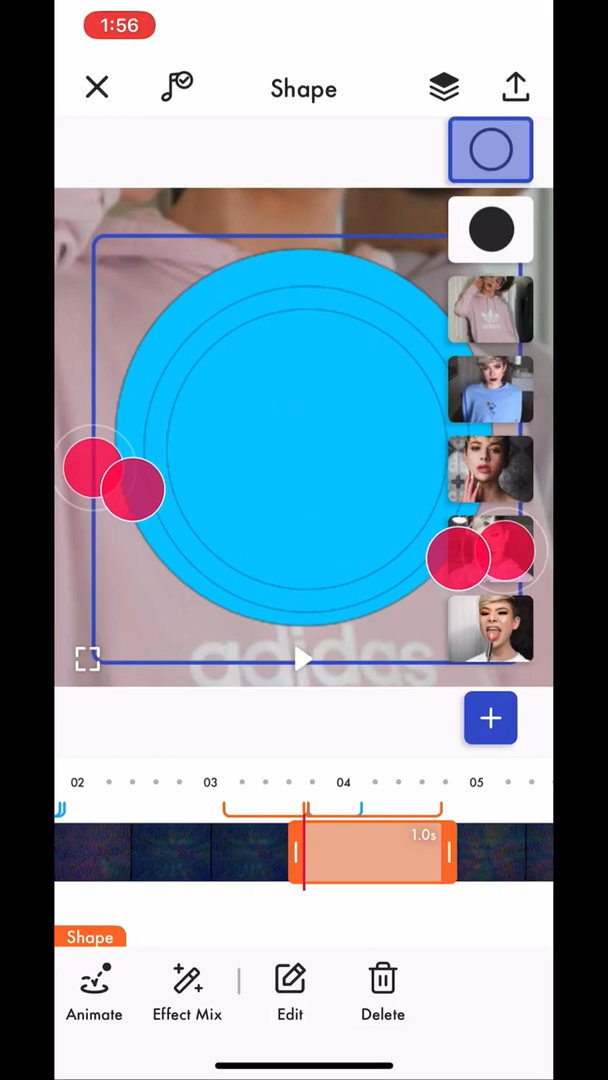 1:56
Shape
adidas
02
03
04
05
1.0s
Shape
Animate
Effect Mix
Edit
Delete